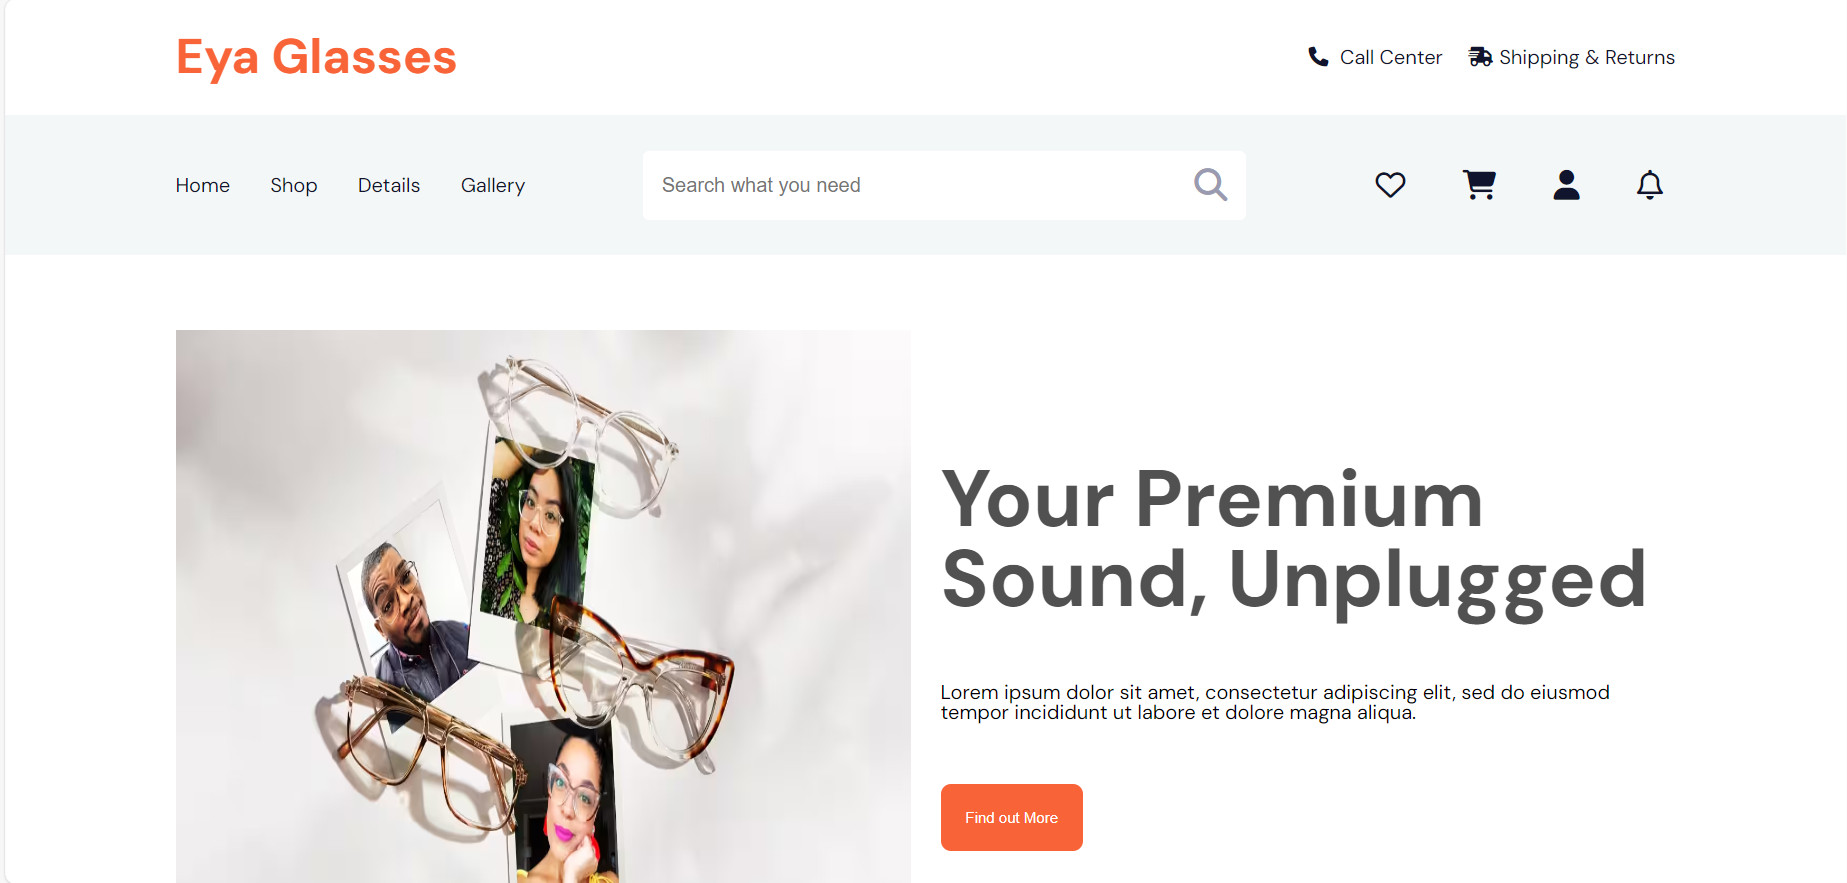 Eya Glasses
Call Center
Shipping & Returns
Home
Shop
Details
Gallery
Search what you need
Your Premium
Sound, Unplugged
Lorem ipsum dolor sit amet, consectetur adipiscing elit, sed do eiusmod
tempor incididunt ut labore et dolore magna aliqua.
Find out More